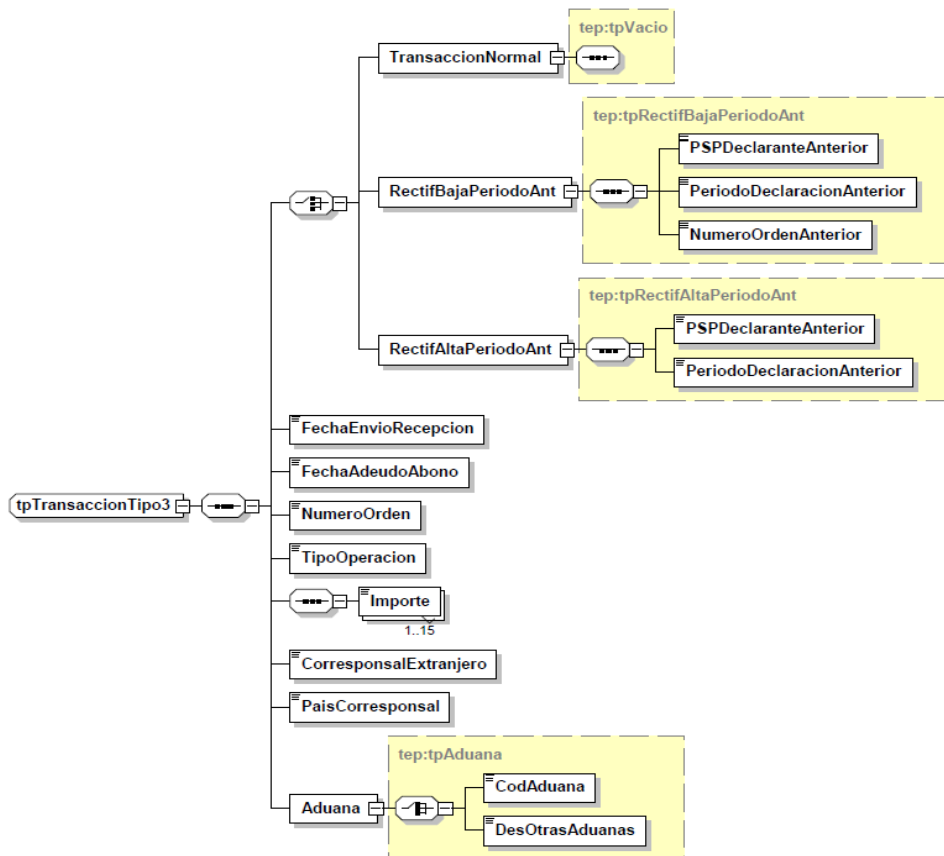 tep:tpVacio
TransaccionNormal
tep:tpRectifBajaPeriodoAnt
PSPDeclaranteAnterior
RectifBajaPeriodoAnt
PeriodoDeclaracionAnterior
NumeroOrdenAnterior
tep:tpRectifAltaPeriodoAnt
PSPDeclaranteAnterior
RectifAltaPeriodoAnt
PeriodoDeclaracionAnterior
tpTransaccionTipo3
FechaEnvioRecepcion
FechaAdeudoAbono
NumeroOrden
TipoOperacion
Importe
1..15
CorresponsalExtranjero
PaisCorresponsal
tep:tpAduana
Aduana
CodAduana
DesOtrasAduanas